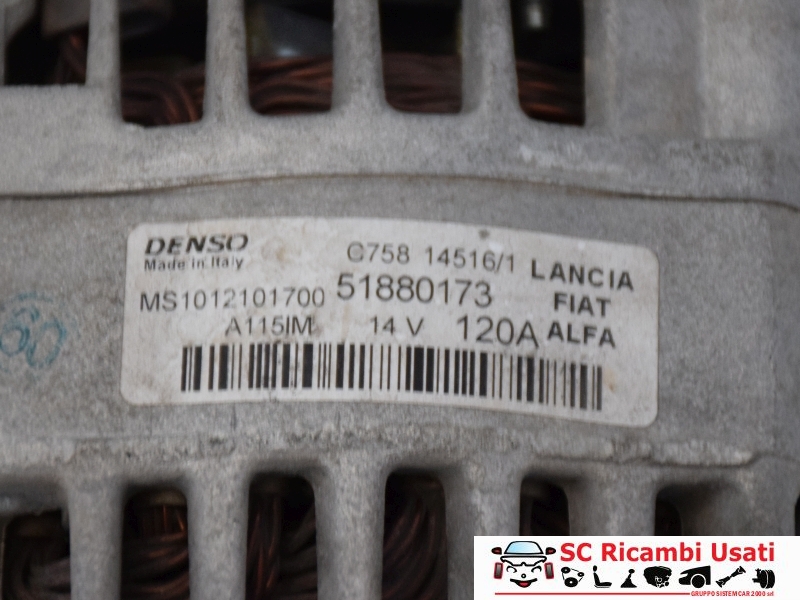 DENSO
Made in Italy
C758 14516/1
LANCIA
MS1012101700
51880173
FIAT
A115IM
14 V
120A
ALFA
SC Ricambi Usati
GRUPPO SISTEMCAR 2000 srl